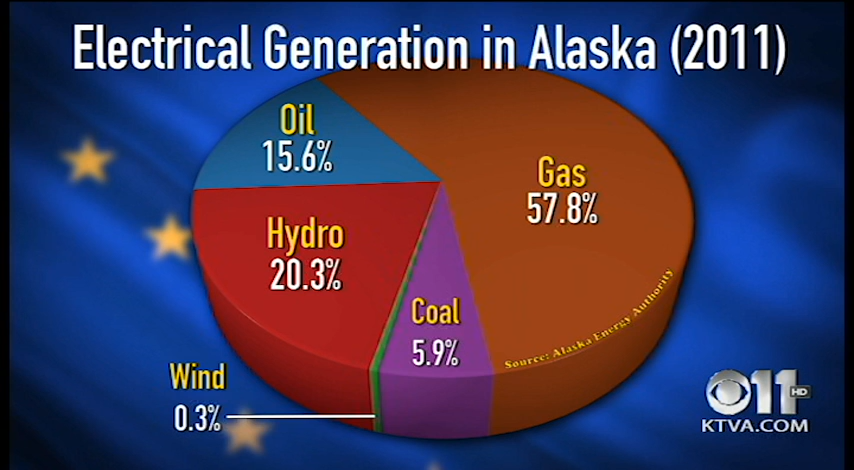 Electrical Generation in Alaska (2011)
Oil
15.6%
Gas
57.8%
Hydro
20.3%
Coal
5.9%
Source: Alaska Energy Authority
Wind
0.3%
11 HD
KTVA.COM